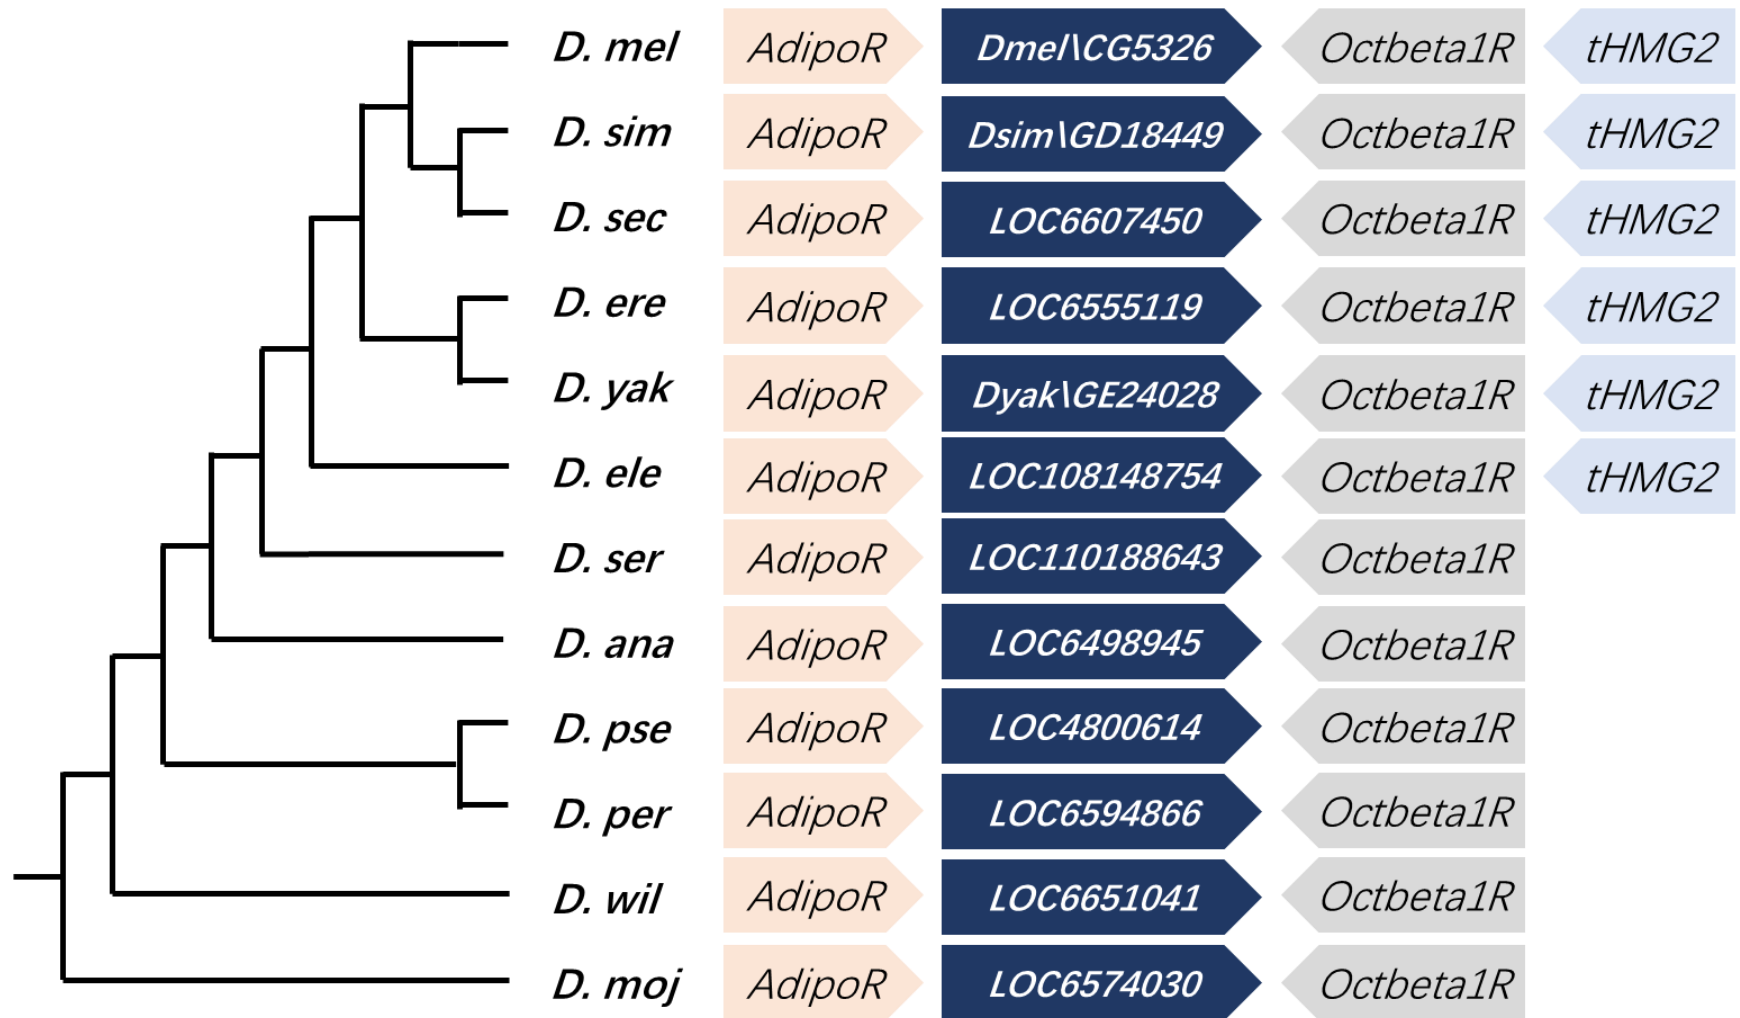 D. mel AdipoR Dmel\CG5326 Octbeta1R tHMG2
D. sim AdipoR Dsim\GD18449 Octbeta1R tHMG2
D. sec AdipoR LOC6607450 Octbeta1R tHMG2
D. ere AdipoR LOC6555119 Octbeta1R tHMG2
D. yak AdipoR Dyak\GE24028 Octbeta1R tHMG2
D. ele AdipoR LOC108148754 Octbeta1R tHMG2
D. ser AdipoR LOC110188643 Octbeta1R
D. ana AdipoR LOC6498945 Octbeta1R
D. pse AdipoR LOC4800614 Octbeta1R
D. per AdipoR LOC6594866 Octbeta1R
D. wil AdipoR LOC6651041 Octbeta1R
D. moj AdipoR LOC6574030 Octbeta1R